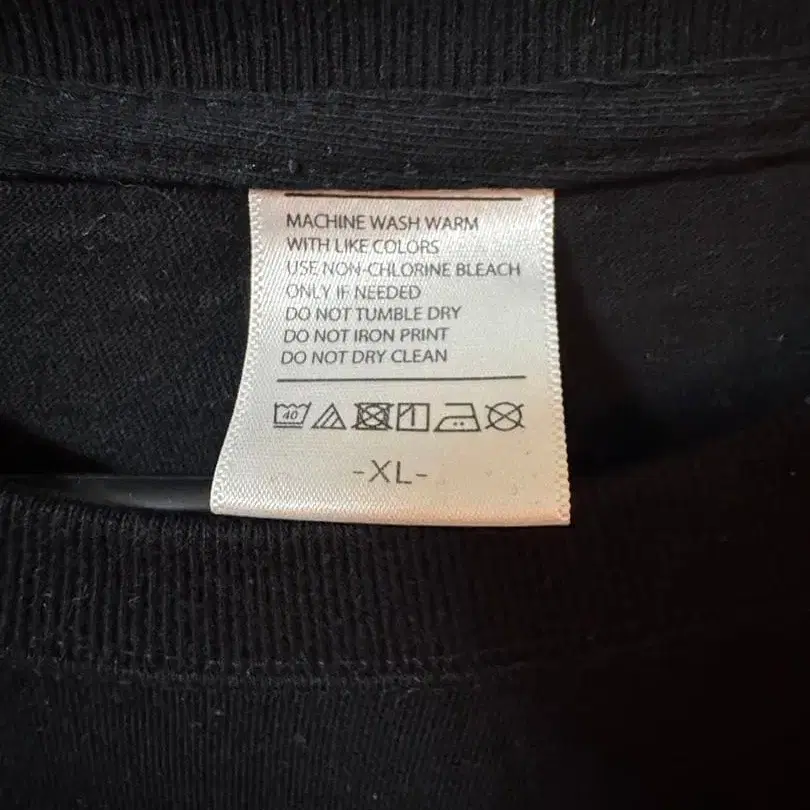 MACHINE WASH WARM
WITH LIKE COLORS
USE NON-CHLORINE BLEACH
ONLY IF NEEDED
DO NOT TUMBLE DRY
DO NOT IRON PRINT
DO NOT DRY CLEAN
40
-XL-